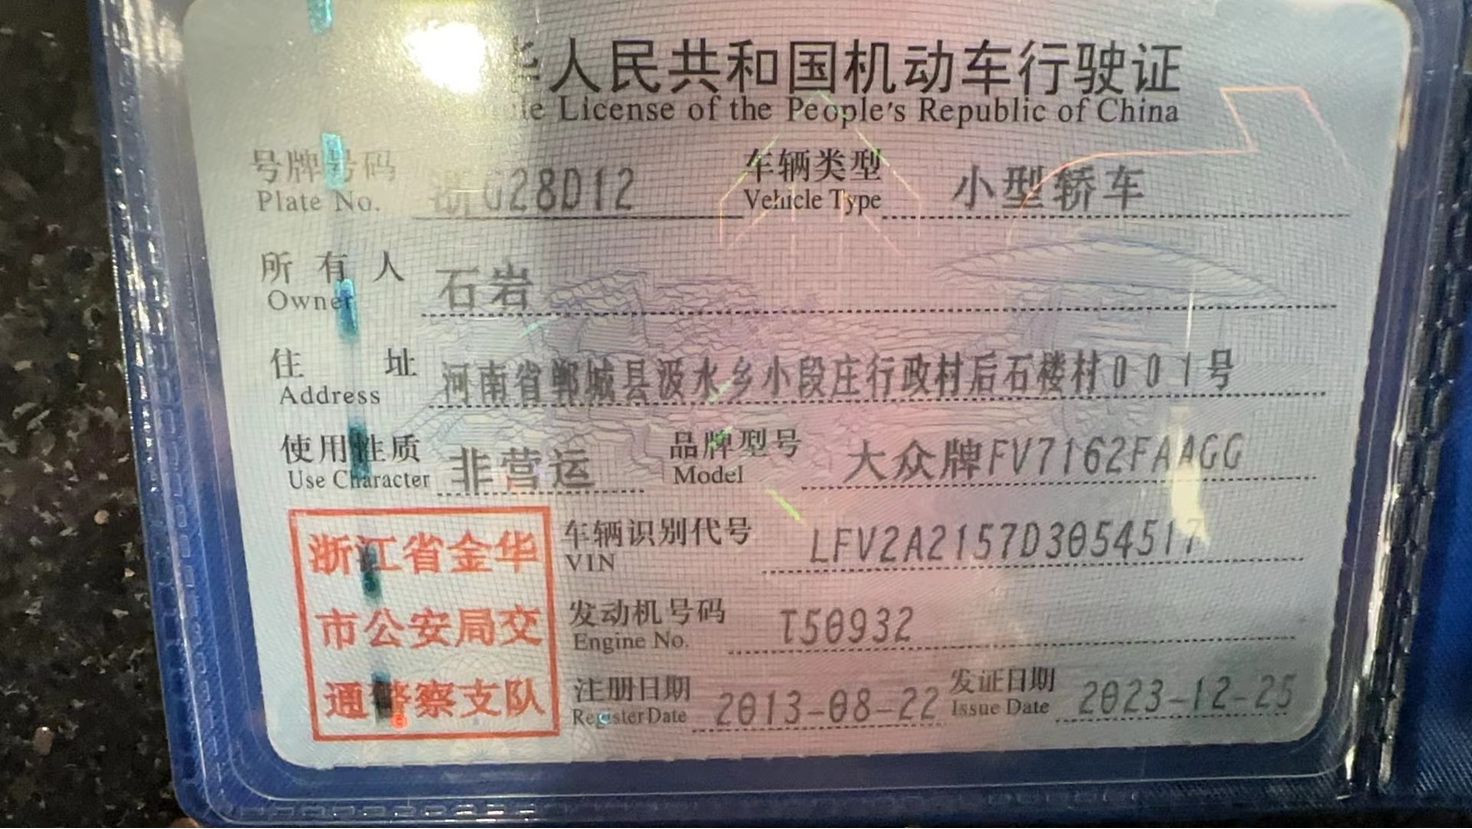 华人民共和国机动车行驶证
License of the People's Republic of China
号牌号码 浙G28D12 车辆类型 小型轿车
Plate No. Vehicle Type
所有人 石岩
Owner
住址 河南省郸城县汲水乡小段庄行政村后石楼村001号
Address
使用性质 非营运 品牌型号 大众牌FV7162FAAGG
Use Character Model
浙江省金华
市公安局交
通警察支队
车辆识别代号 LFV2A2157D3054517
VIN
发动机号码 T50932
Engine No.
注册日期 2013-08-22 发证日期 2023-12-25
Register Date Issue Date